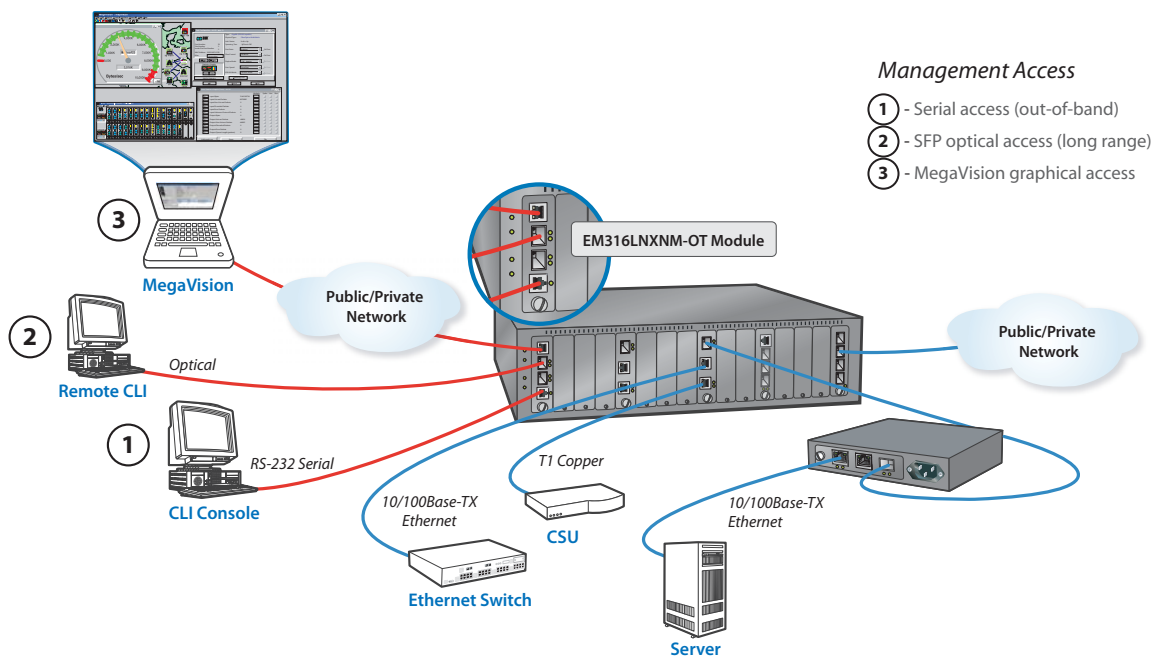 Management Access
1 - Serial access (out-of-band)
2 - SFP optical access (long range)
3 - MegaVision graphical access
3
MegaVision
EM316LNXNM-OT Module
Public/Private
Network
Public/Private
Network
2
Optical
Remote CLI
1
RS-232 Serial
CLI Console
T1 Copper
10/100Base-TX
Ethernet
CSU
10/100Base-TX
Ethernet
Ethernet Switch
Server